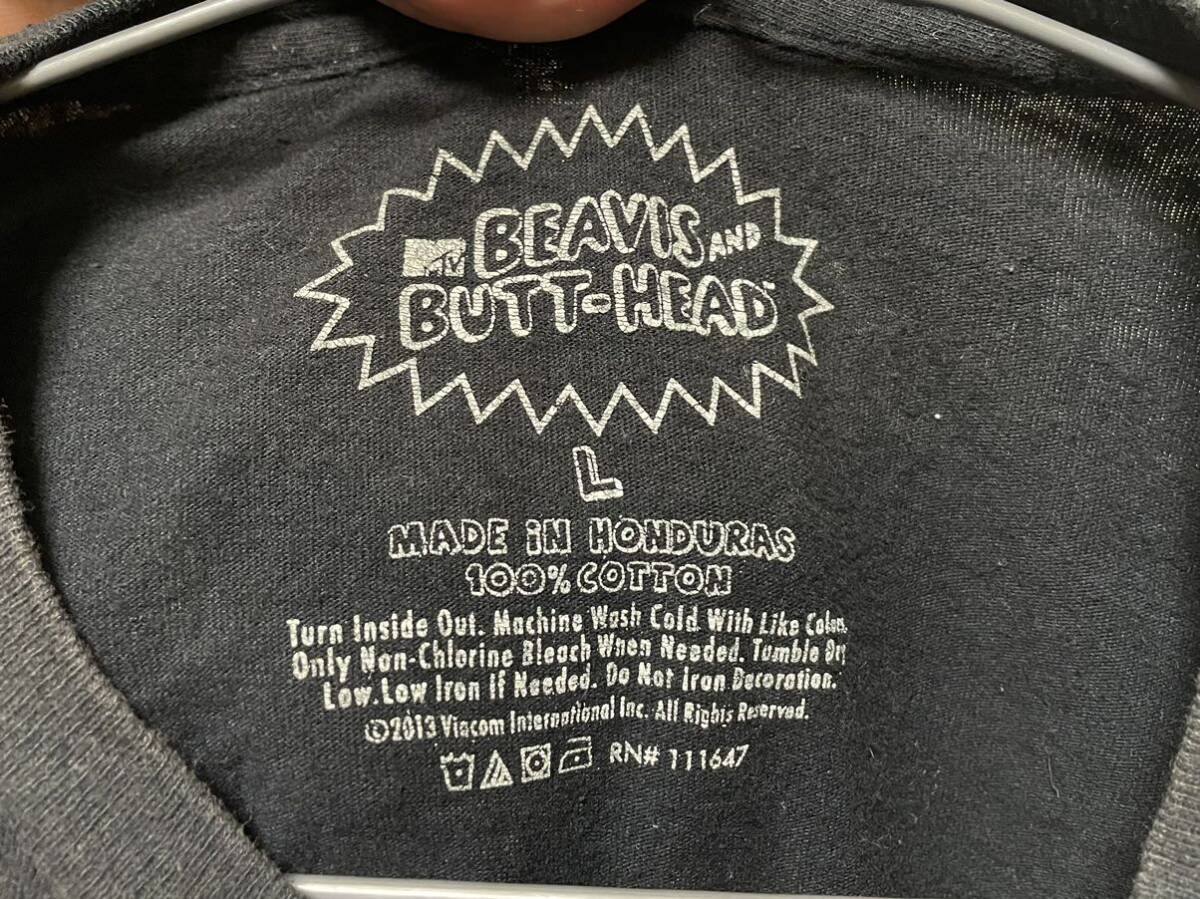 MTV BEAVIS AND
BUTT-HEAD™
L
MADE iN HONDURAS
100% COTTON
Turn Inside Out. Machine Wash Cold With Like Colors.
Only Non-Chlorine Bleach When Needed. Tumble Dry
Low. Low Iron If Needed. Do Not Iron Decoration.
©2013 Viacom International Inc. All Rights Reserved.
RN# 111647